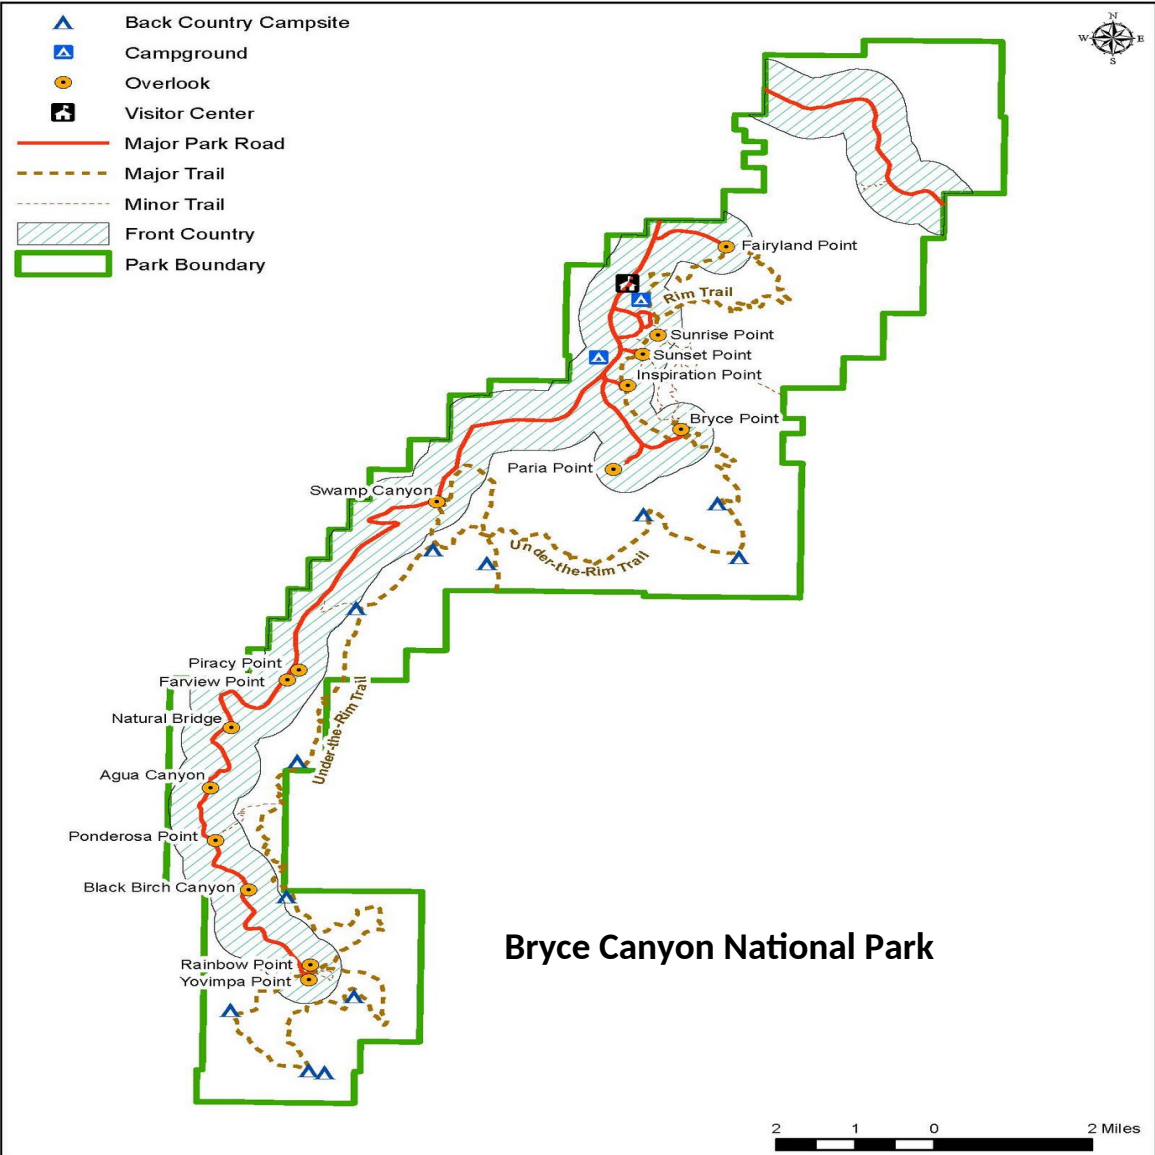 Back Country Campsite
Campground
Overlook
Visitor Center
Major Park Road
Major Trail
Minor Trail
Front Country
Park Boundary
N
W E
S
Fairyland Point
Rim Trail
Sunrise Point
Sunset Point
Inspiration Point
Bryce Point
Paria Point
Swamp Canyon
Under-the-Rim Trail
Piracy Point
Farview Point
Under-the-Rim Trail
Natural Bridge
Agua Canyon
Ponderosa Point
Black Birch Canyon
Bryce Canyon National Park
Rainbow Point
Yovimpa Point
2 1 0 2 Miles